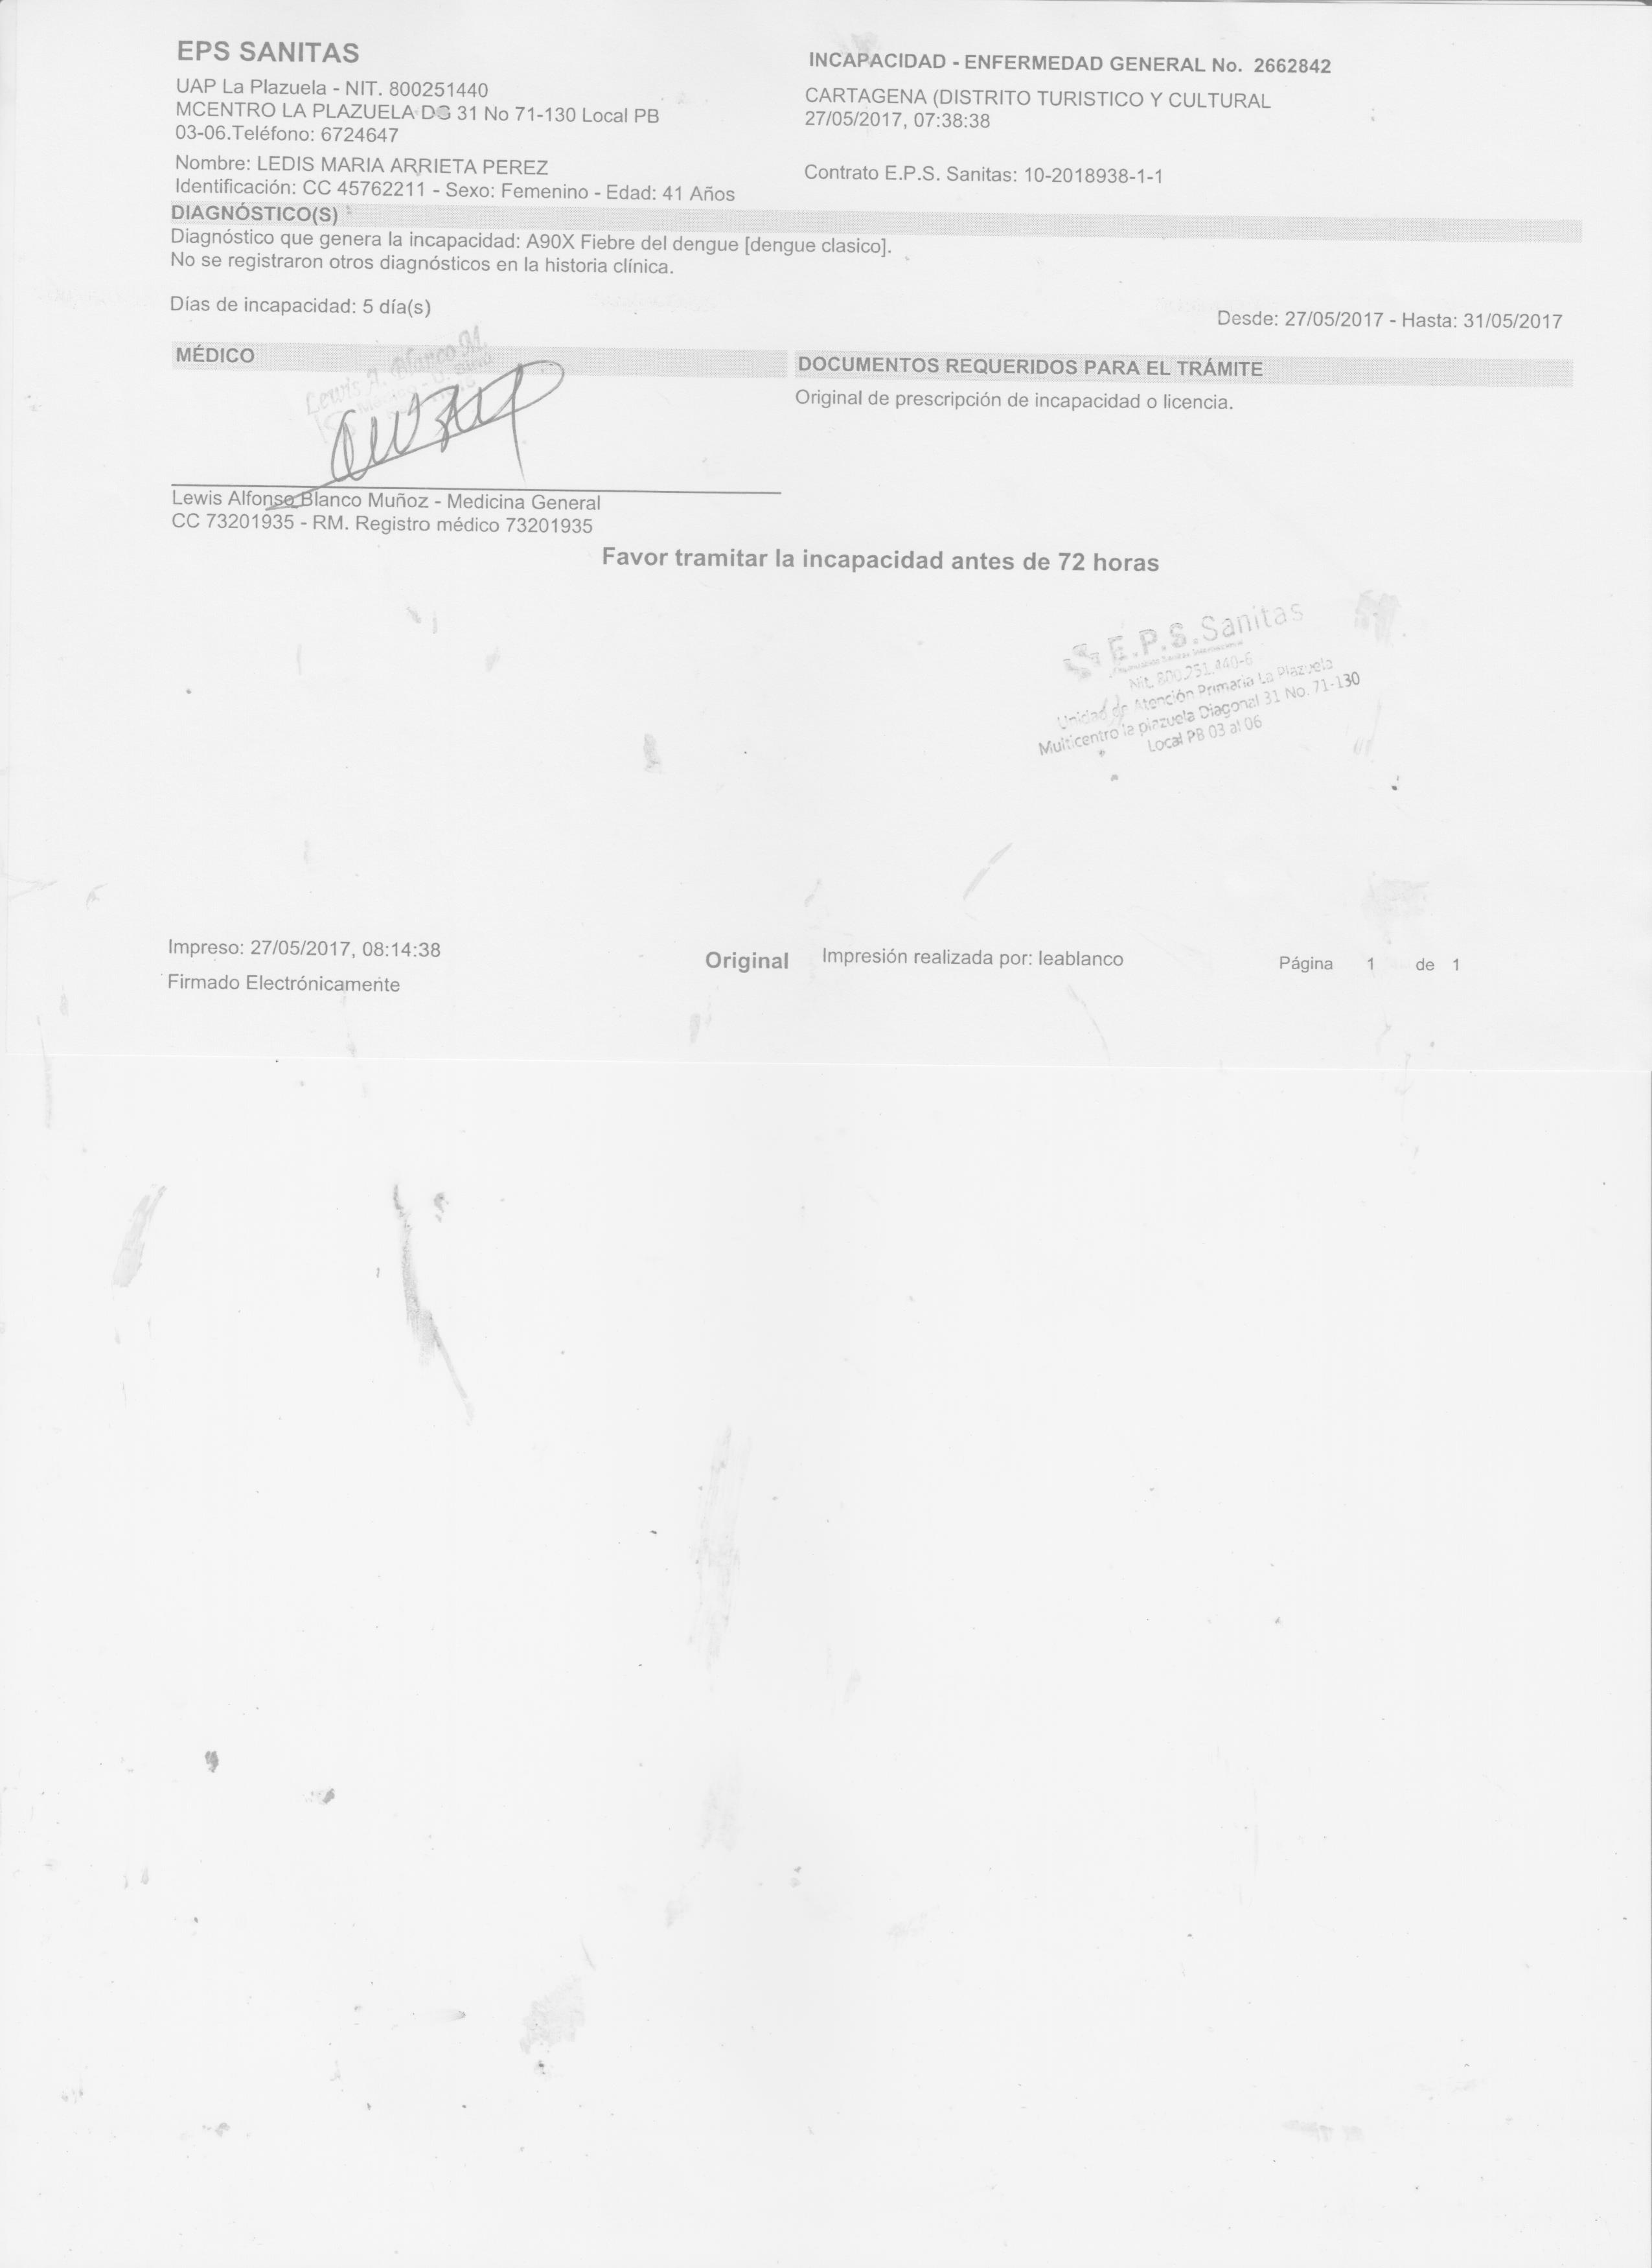 EPS SANITAS
UAP La Plazuela - NIT. 800251440
MCENTRO LA PLAZUELA DG 31 No 71-130 Local PB
03-06.Teléfono: 6724647
Nombre: LEDIS MARIA ARRIETA PEREZ
Identificación: CC 45762211 - Sexo: Femenino - Edad: 41 Años
INCAPACIDAD - ENFERMEDAD GENERAL No. 2662842
CARTAGENA (DISTRITO TURISTICO Y CULTURAL
27/05/2017, 07:38:38
Contrato E.P.S. Sanitas: 10-2018938-1-1
DIAGNÓSTICO(S)
Diagnóstico que genera la incapacidad: A90X Fiebre del dengue [dengue clasico].
No se registraron otros diagnósticos en la historia clínica.
Días de incapacidad: 5 día(s)
Desde: 27/05/2017 - Hasta: 31/05/2017
MÉDICO
Lewis A. Blanco M.
Lewis Alfonso Blanco Muñoz - Medicina General
CC 73201935 - RM. Registro médico 73201935
DOCUMENTOS REQUERIDOS PARA EL TRÁMITE
Original de prescripción de incapacidad o licencia.
Favor tramitar la incapacidad antes de 72 horas
E.P.S. Sanitas
Nit. 800.251.440-6
Unidad de Atención Primaria La Plazuela
Multicentro la plazuela Diagonal 31 No. 71-130
Local PB 03 al 06
Impreso: 27/05/2017, 08:14:38
Firmado Electrónicamente
Original
Impresión realizada por: leablanco
Página 1 de 1